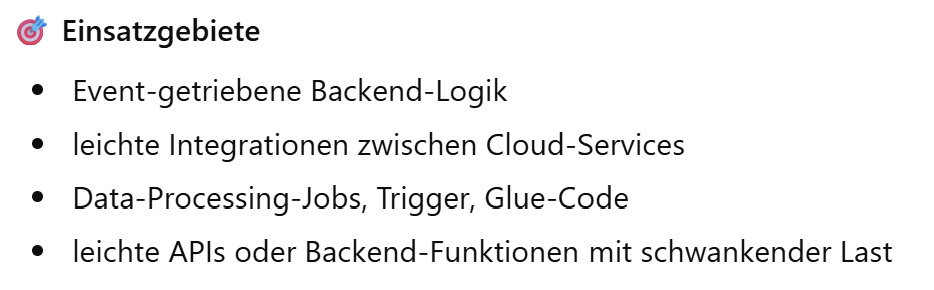 🎯 Einsatzgebiete
• Event-getriebene Backend-Logik
• leichte Integrationen zwischen Cloud-Services
• Data-Processing-Jobs, Trigger, Glue-Code
• leichte APIs oder Backend-Funktionen mit schwankender Last